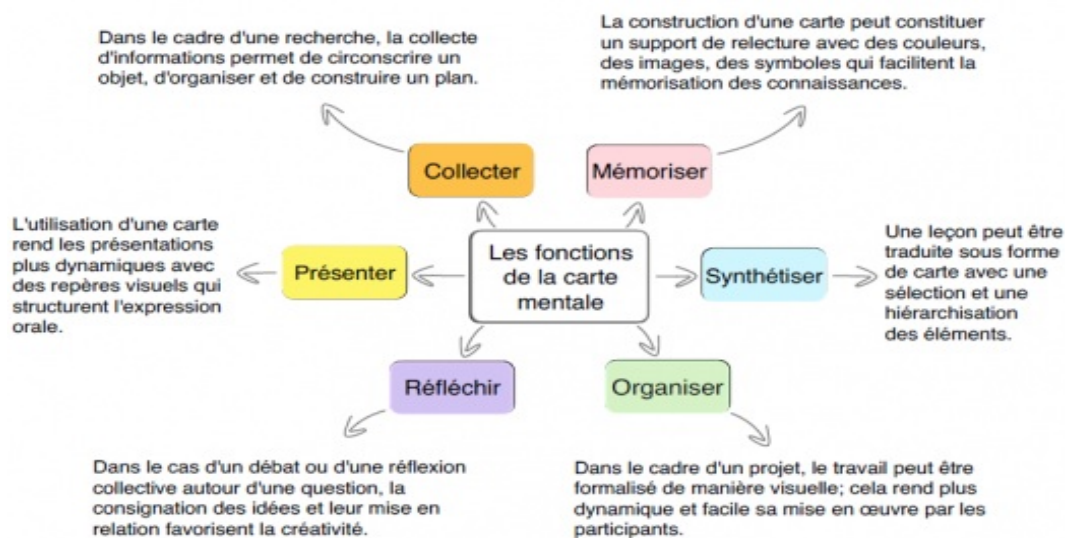 Dans le cadre d'une recherche, la collecte
d'informations permet de circonscrire un
objet, d'organiser et de construire un plan.
La construction d'une carte peut constituer
un support de relecture avec des couleurs,
des images, des symboles qui facilitent la
mémorisation des connaissances.
Collecter
Mémoriser
L'utilisation d'une carte
rend les présentations
plus dynamiques avec
des repères visuels qui
structurent l'expression
orale.
Présenter
Les fonctions
de la carte
mentale
Synthétiser
Une leçon peut être
traduite sous forme
de carte avec une
sélection et une
hiérarchisation
des éléments.
Réfléchir
Organiser
Dans le cas d'un débat ou d'une réflexion
collective autour d'une question, la
consignation des idées et leur mise en
relation favorisent la créativité.
Dans le cadre d'un projet, le travail peut être
formalisé de manière visuelle; cela rend plus
dynamique et facile sa mise en œuvre par les
participants.